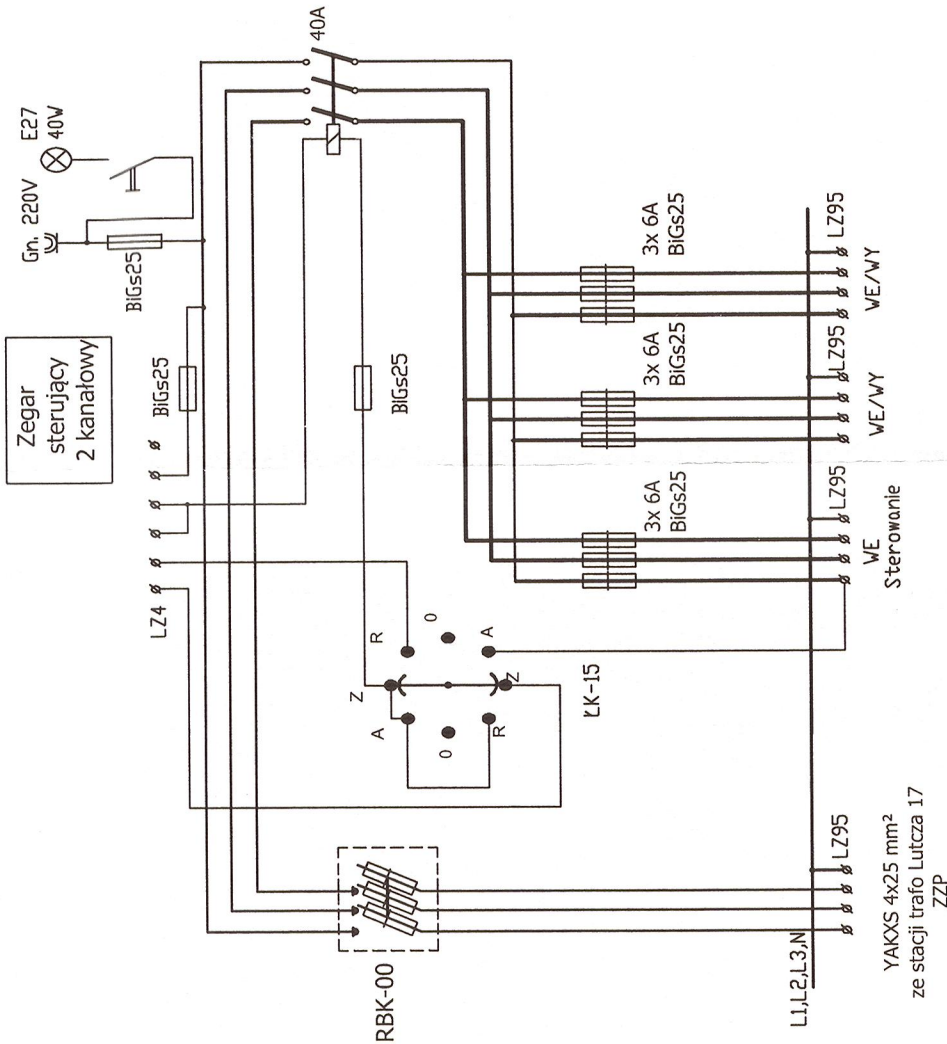 Zegar
sterujący
2 kanałowy
Gn. 220V
E27
40W
BiGs25
40A
BiGs25
LZ4
BiGs25
R
0
A
Z
Z
A
0
R
ŁK-15
RBK-00
3x 6A
BiGs25
3x 6A
BiGs25
3x 6A
BiGs25
L1,L2,L3,N
LZ95
LZ95
LZ95
LZ95
YAKXS 4x25 mm²
ze stacji trafo Lutcza 17
ZZP
WE
Sterowanie
WE/WY
WE/WY